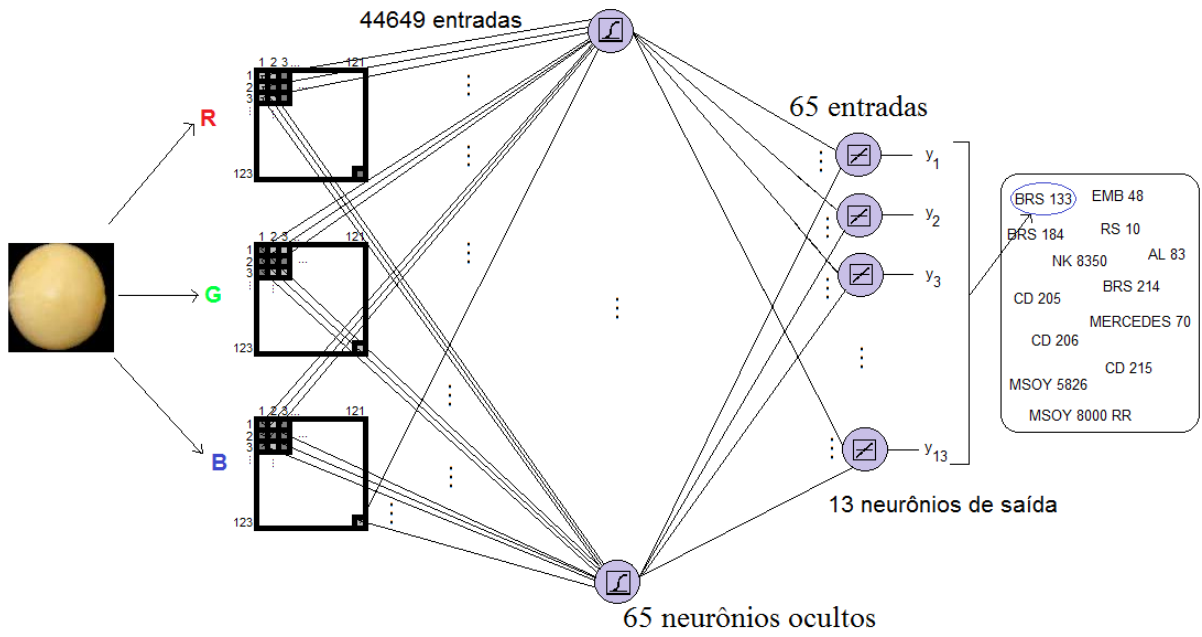 44649 entradas
R
1 2 3 ... 121
1
2
3
...
123
G
1 2 3 ... 121
1
2
3
...
123
B
1 2 3 ... 121
1
2
3
...
123
65 entradas
y1
y2
y3
y13
13 neurônios de saída
65 neurônios ocultos
BRS 133 EMB 48
BRS 184 RS 10
NK 8350 AL 83
CD 205 BRS 214
MERCEDES 70
CD 206
CD 215
MSOY 5826
MSOY 8000 RR